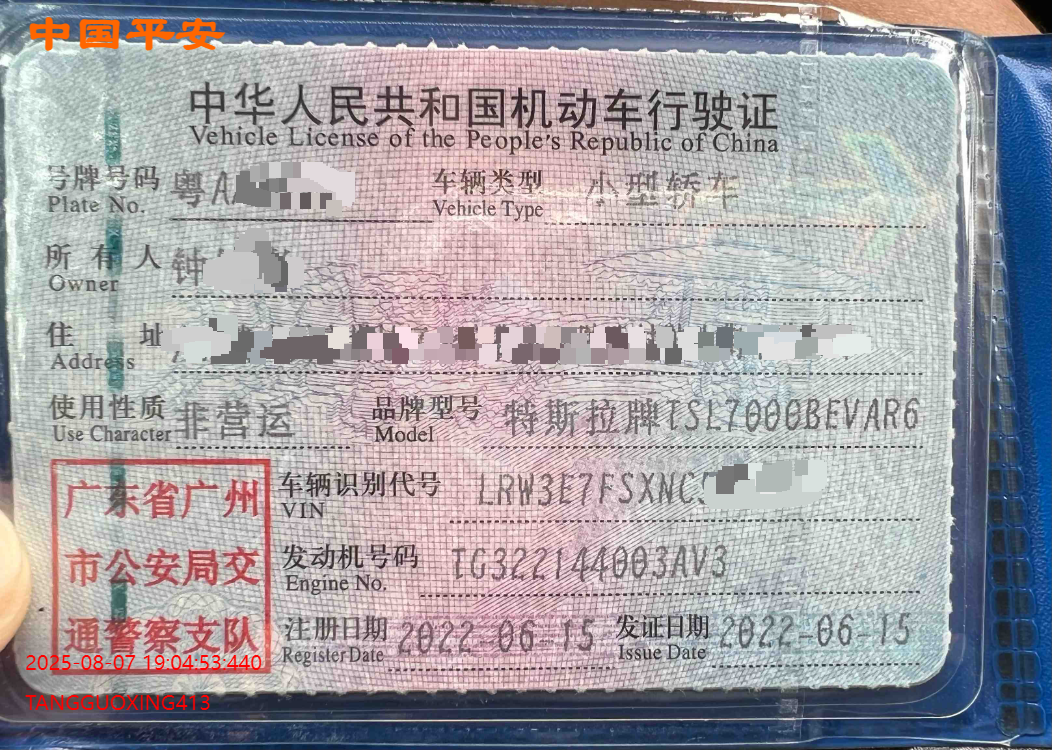 中国平安
中华人民共和国机动车行驶证
Vehicle License of the People's Republic of China
号牌号码 粤A 车辆类型 小型轿车
Plate No. Vehicle Type
所有人 钟
Owner
住址
Address
使用性质 非营运 品牌型号 特斯拉牌TSL7000BEVAR6
Use Character Model
车辆识别代号 LRW3E7FSXNC
VIN
发动机号码 TG322144003AV3
Engine No.
注册日期 2022-06-15 发证日期 2022-06-15
Register Date Issue Date
广东省广州
市公安局交
通警察支队
2025-08-07 19:04:53:440
TANGGUOXING413